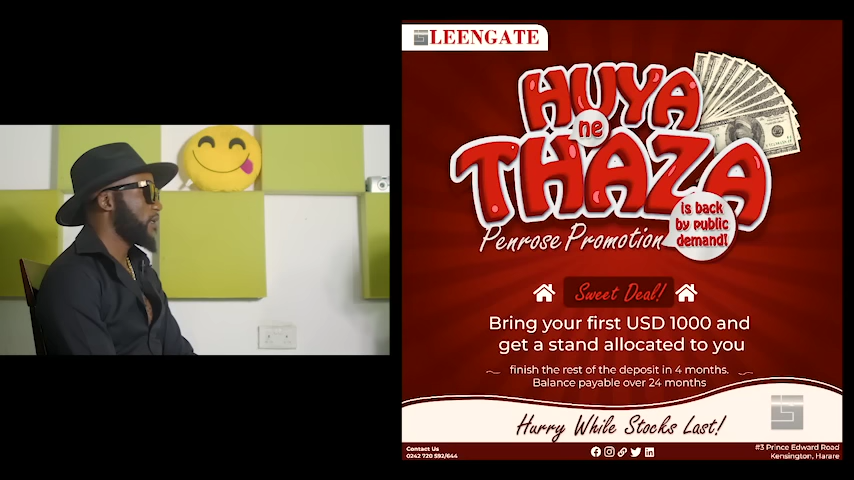 LEENGATE
HUYA
ne
THAZA
is back
by public
demand!
Penrose Promotion
Sweet Deal!
Bring your first USD 1000 and
get a stand allocated to you
finish the rest of the deposit in 4 months.
Balance payable over 24 months
Hurry While Stocks Last!
Contact Us
0242 720 592/644
#3 Prince Edward Road
Kensington, Harare